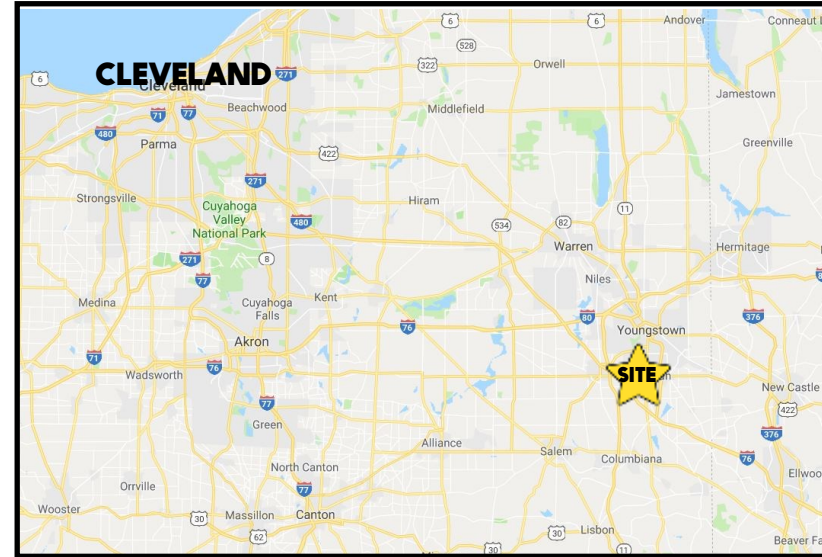 6
6
Andover
Conneaut
528
322
Orwell
CLEVELAND
Cleveland
271
6
Jamestown
Beachwood
Middlefield
71
77
480
Parma
Greenville
422
271
Strongsville
Cuyahoga
Valley
National Park
Hiram
11
480
534
82
Warren
Hermitage
271
8
77
Niles
Medina
Cuyahoga
Falls
Kent
80
376
76
Youngstown
Akron
71
76
Wadsworth
SITE
New Castle
77
422
Green
376
Alliance
Salem
Columbiana
76
North Canton
77
Orrville
Wooster
30
Massillon
Canton
62
30
Lisbon
30
11